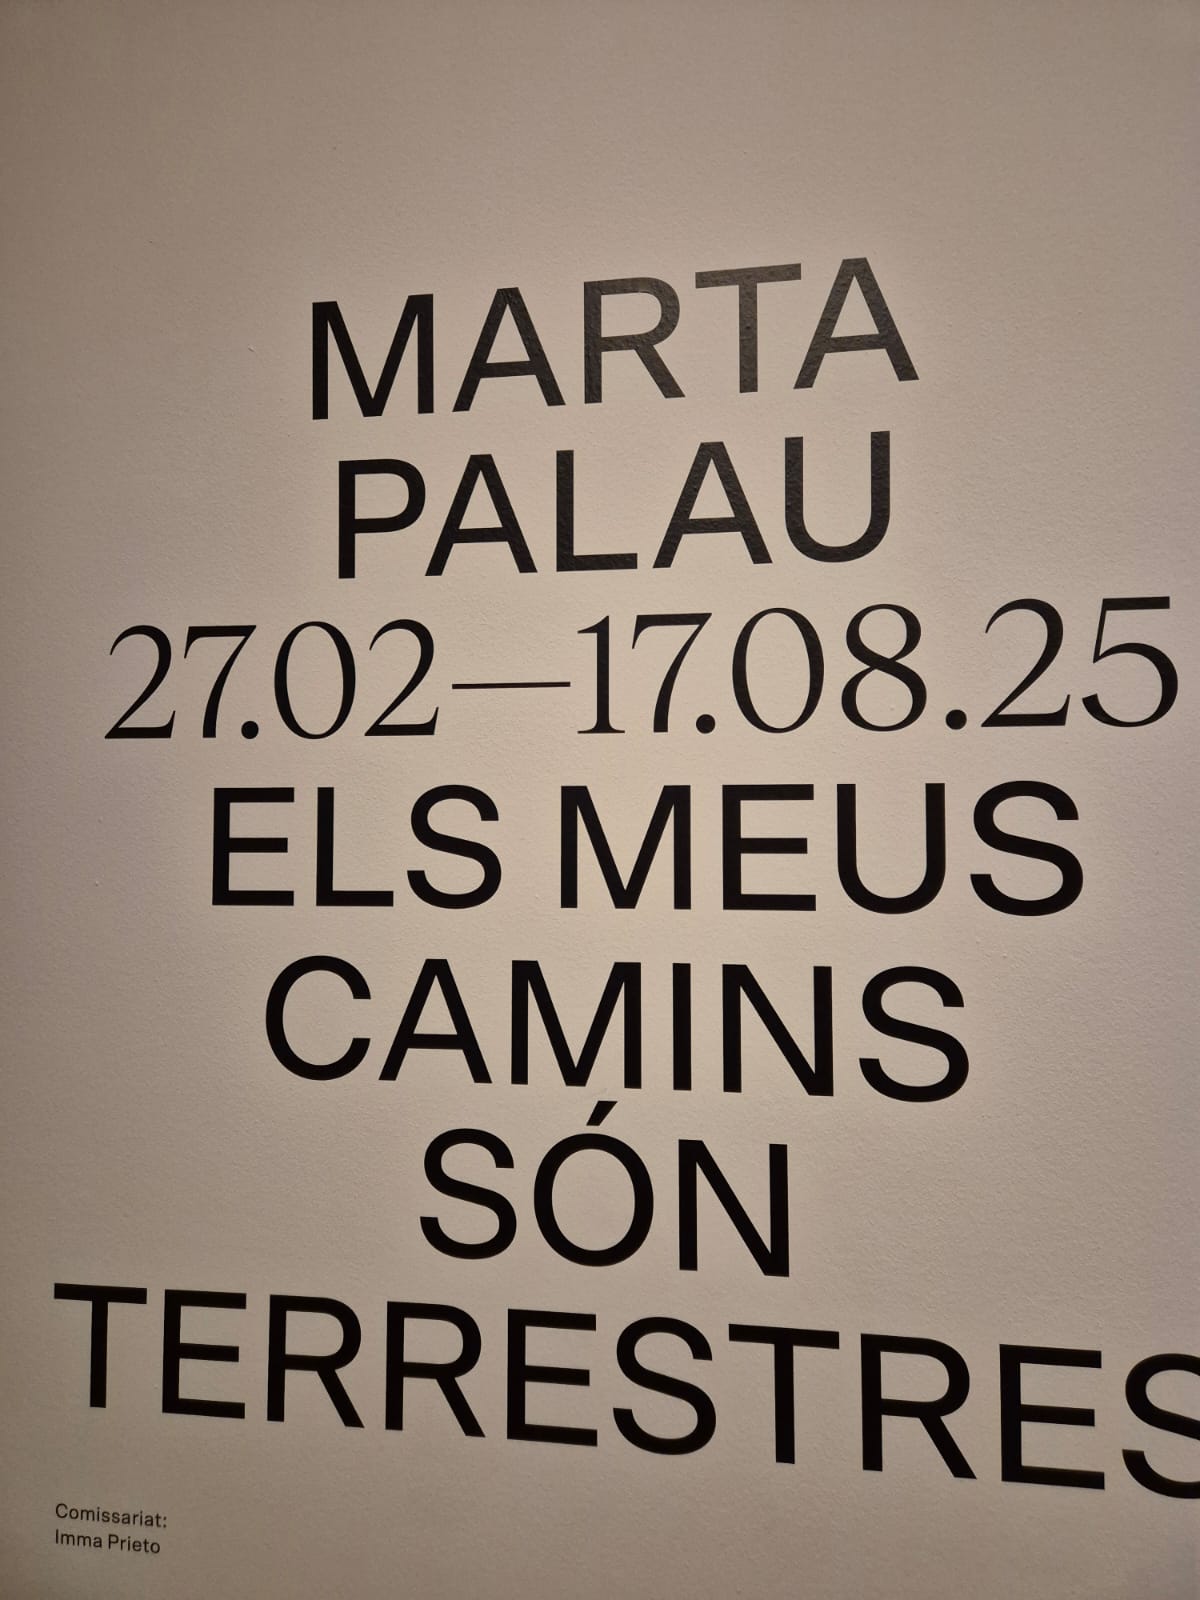 MARTA
PALAU
27.02—17.08.25
ELS MEUS
CAMINS
SÓN
TERRESTRES
Comissariat:
Imma Prieto